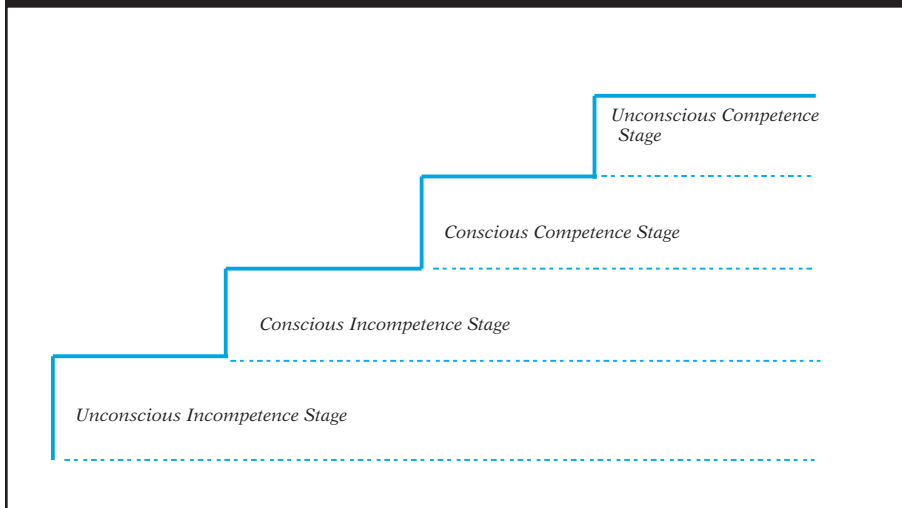 Unconscious Competence
Stage
Conscious Competence Stage
Conscious Incompetence Stage
Unconscious Incompetence Stage